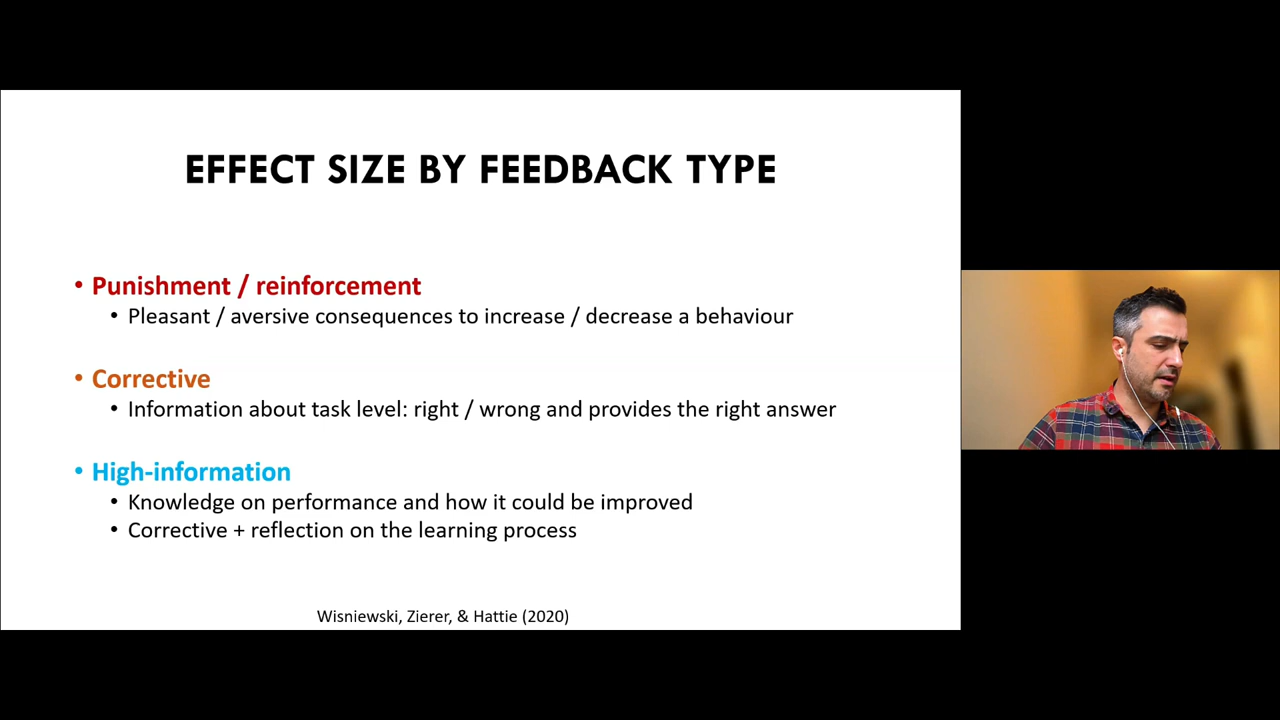 EFFECT SIZE BY FEEDBACK TYPE
• Punishment / reinforcement
• Pleasant / aversive consequences to increase / decrease a behaviour
• Corrective
• Information about task level: right / wrong and provides the right answer
• High-information
• Knowledge on performance and how it could be improved
• Corrective + reflection on the learning process
Wisniewski, Zierer, & Hattie (2020)